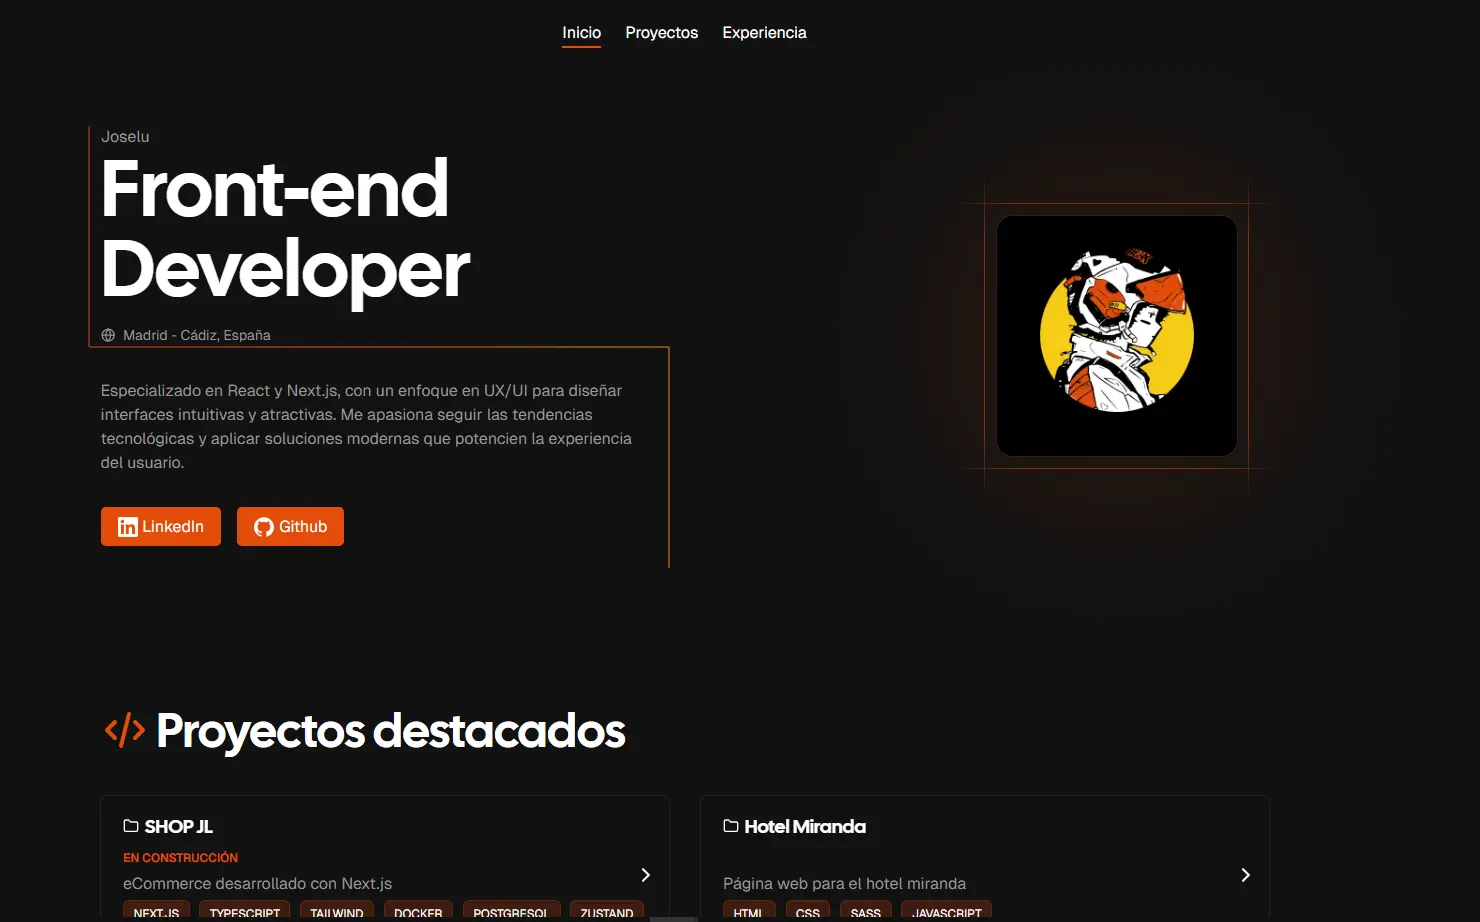 Inicio Proyectos Experiencia
Joselu
Front-end
Developer
Madrid - Cádiz, España
Especializado en React y Next.js, con un enfoque en UX/UI para diseñar
interfaces intuitivas y atractivas. Me apasiona seguir las tendencias
tecnológicas y aplicar soluciones modernas que potencien la experiencia
del usuario.
LinkedIn Github
</> Proyectos destacados
SHOP JL
EN CONSTRUCCIÓN
eCommerce desarrollado con Next.js
NEXT.JS TYPESCRIPT TAILWIND DOCKER POSTGRESQL ZUSTAND
Hotel Miranda
Página web para el hotel miranda
HTML CSS SASS JAVASCRIPT